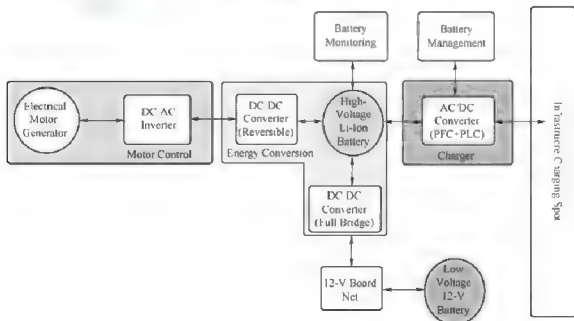 Battery
Monitoring
Battery
Management
Electrical
Motor
Generator
DC AC
Inverter
Motor Control
DC DC
Converter
(Reversible)
Energy Conversion
High-
Voltage
Li-Ion
Battery
AC/DC
Converter
(PFC+PLC)
Charger
DC DC
Converter
(Full Bridge)
12-V Board
Net
Low
Voltage
12-V
Battery
Infrastructre Charging Spot